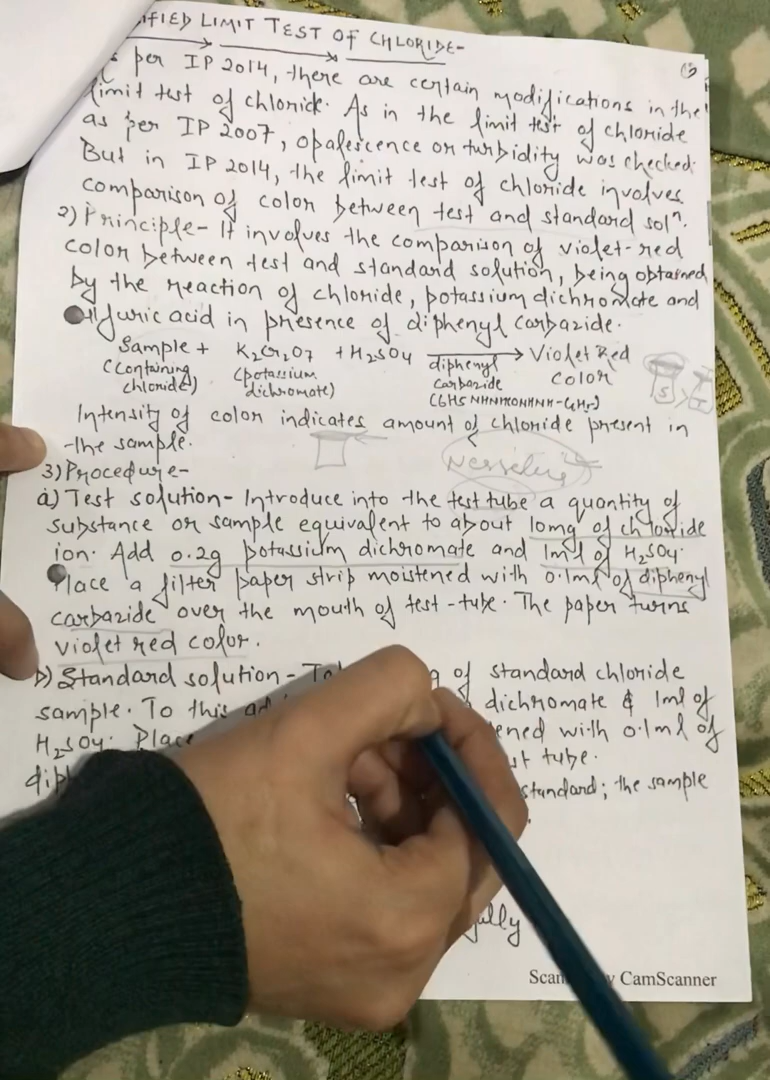 IFIED LIMIT TEST OF CHLORIDE-
per IP 2014, there are certain modifications in the
limit test of chloride. As in the limit test of chloride
as per IP 2007, opalescence or turbidity was checked.
But in IP 2014, the limit test of chloride involves
comparison of color between test and standard solⁿ.
2) Principle- It involves the comparison of violet-red
color between test and standard solution, being obtained
by the reaction of chloride, potassium dichromate and
lfuric acid in presence of diphenyl carbazide.
Sample + K₂Cr₂O₇ + H₂SO₄ diphenyl carbazide → Violet Red color
(Containing chloride) (potassium dichromate)
Intensity of color indicates amount of chloride present in
the sample.
Nesselers
3) Procedure-
a) Test solution- Introduce into the test tube a quantity of
substance or sample equivalent to about 10mg of chloride
ion. Add 0.2g potassium dichromate and 1ml of H₂SO₄.
Place a filter paper strip moistened with 0.1ml of diphenyl
carbazide over the mouth of test-tube. The paper turns
violet red color.
b) Standard solution- of standard chloride
sample. To this ad dichromate & 1ml of
H₂SO₄. Place ened with 0.1ml of
diph st tube.
standard; the sample
ully
Scan y CamScanner